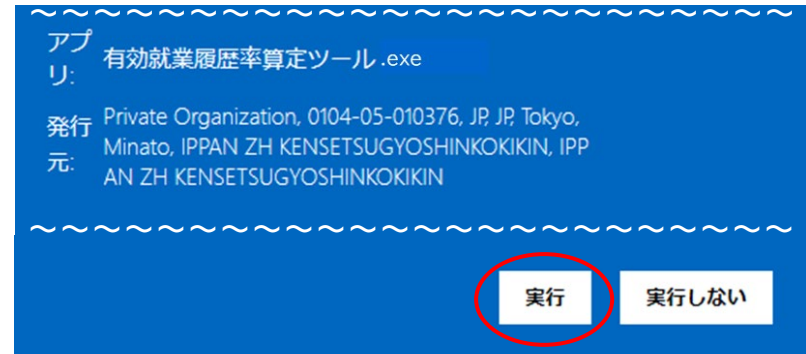 アプリ:
有効就業履歴率算定ツール.exe
発行元:
Private Organization, 0104-05-010376, JP, JP, Tokyo,
Minato, IPPAN ZH KENSETSUGYOSHINKOKIKIN, IPP
AN ZH KENSETSUGYOSHINKOKIKIN
実行
実行しない